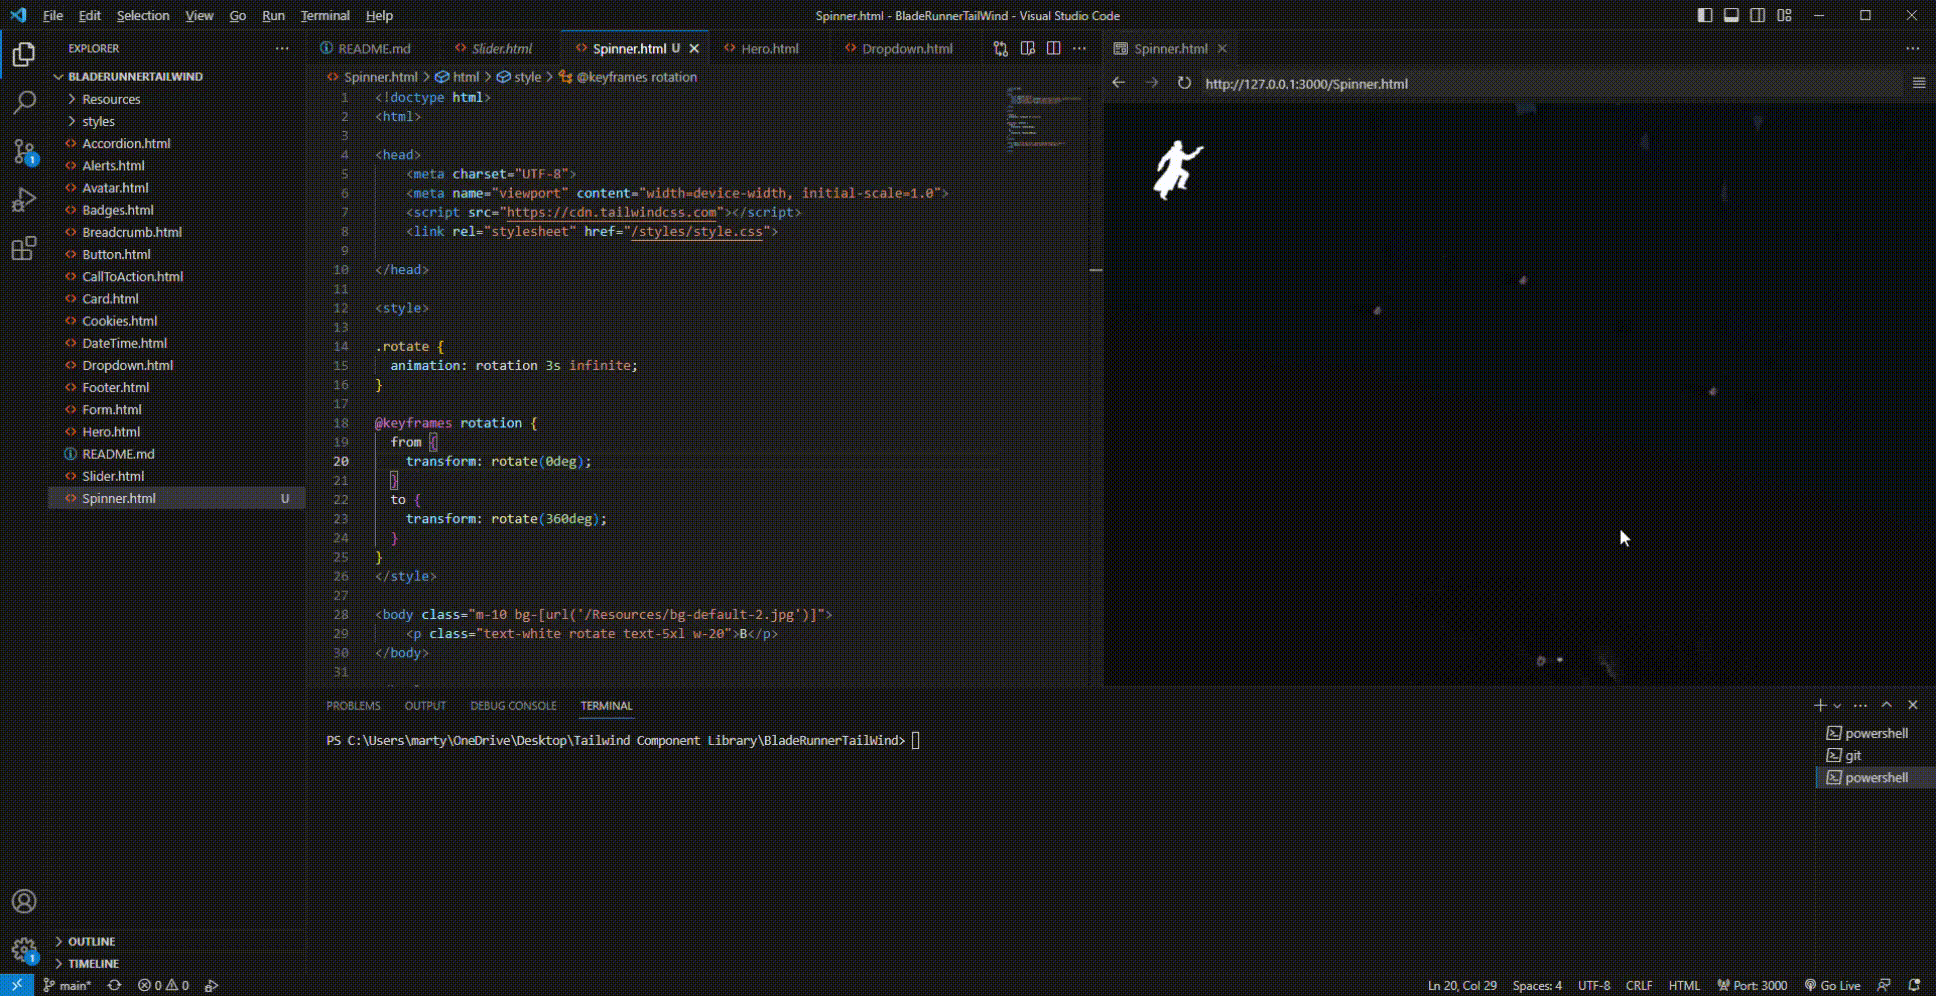 File Edit Selection View Go Run Terminal Help
Spinner.html - BladeRunnerTailWind - Visual Studio Code
EXPLORER
BLADERUNNERTAILWIND
Resources
styles
Accordion.html
Alerts.html
Avatar.html
Badges.html
Breadcrumb.html
Button.html
CallToAction.html
Card.html
Cookies.html
DateTime.html
Dropdown.html
Footer.html
Form.html
Hero.html
README.md
Slider.html
Spinner.html U
OUTLINE
TIMELINE
1
1
README.md Slider.html Spinner.html U Hero.html Dropdown.html
Spinner.html > html > style > @keyframes rotation
1 <!doctype html>
2 <html>
3
4 <head>
5 <meta charset="UTF-8">
6 <meta name="viewport" content="width=device-width, initial-scale=1.0">
7 <script src="https://cdn.tailwindcss.com"></script>
8 <link rel="stylesheet" href="/styles/style.css">
9
10 </head>
11
12 <style>
13
14 .rotate {
15 animation: rotation 3s infinite;
16 }
17
18 @keyframes rotation {
19 from {
20 transform: rotate(0deg);
21 }
22 to {
23 transform: rotate(360deg);
24 }
25 }
26 </style>
27
28 <body class="m-10 bg-[url('/Resources/bg-default-2.jpg')]">
29 <p class="text-white rotate text-5xl w-20">B</p>
30 </body>
31
Spinner.html
http://127.0.0.1:3000/Spinner.html
PROBLEMS OUTPUT DEBUG CONSOLE TERMINAL
PS C:\Users\marty\OneDrive\Desktop\Tailwind Component Library\BladeRunnerTailWind>
powershell
git
powershell
main* 0 0
Ln 20, Col 29 Spaces: 4 UTF-8 CRLF HTML Port: 3000 Go Live